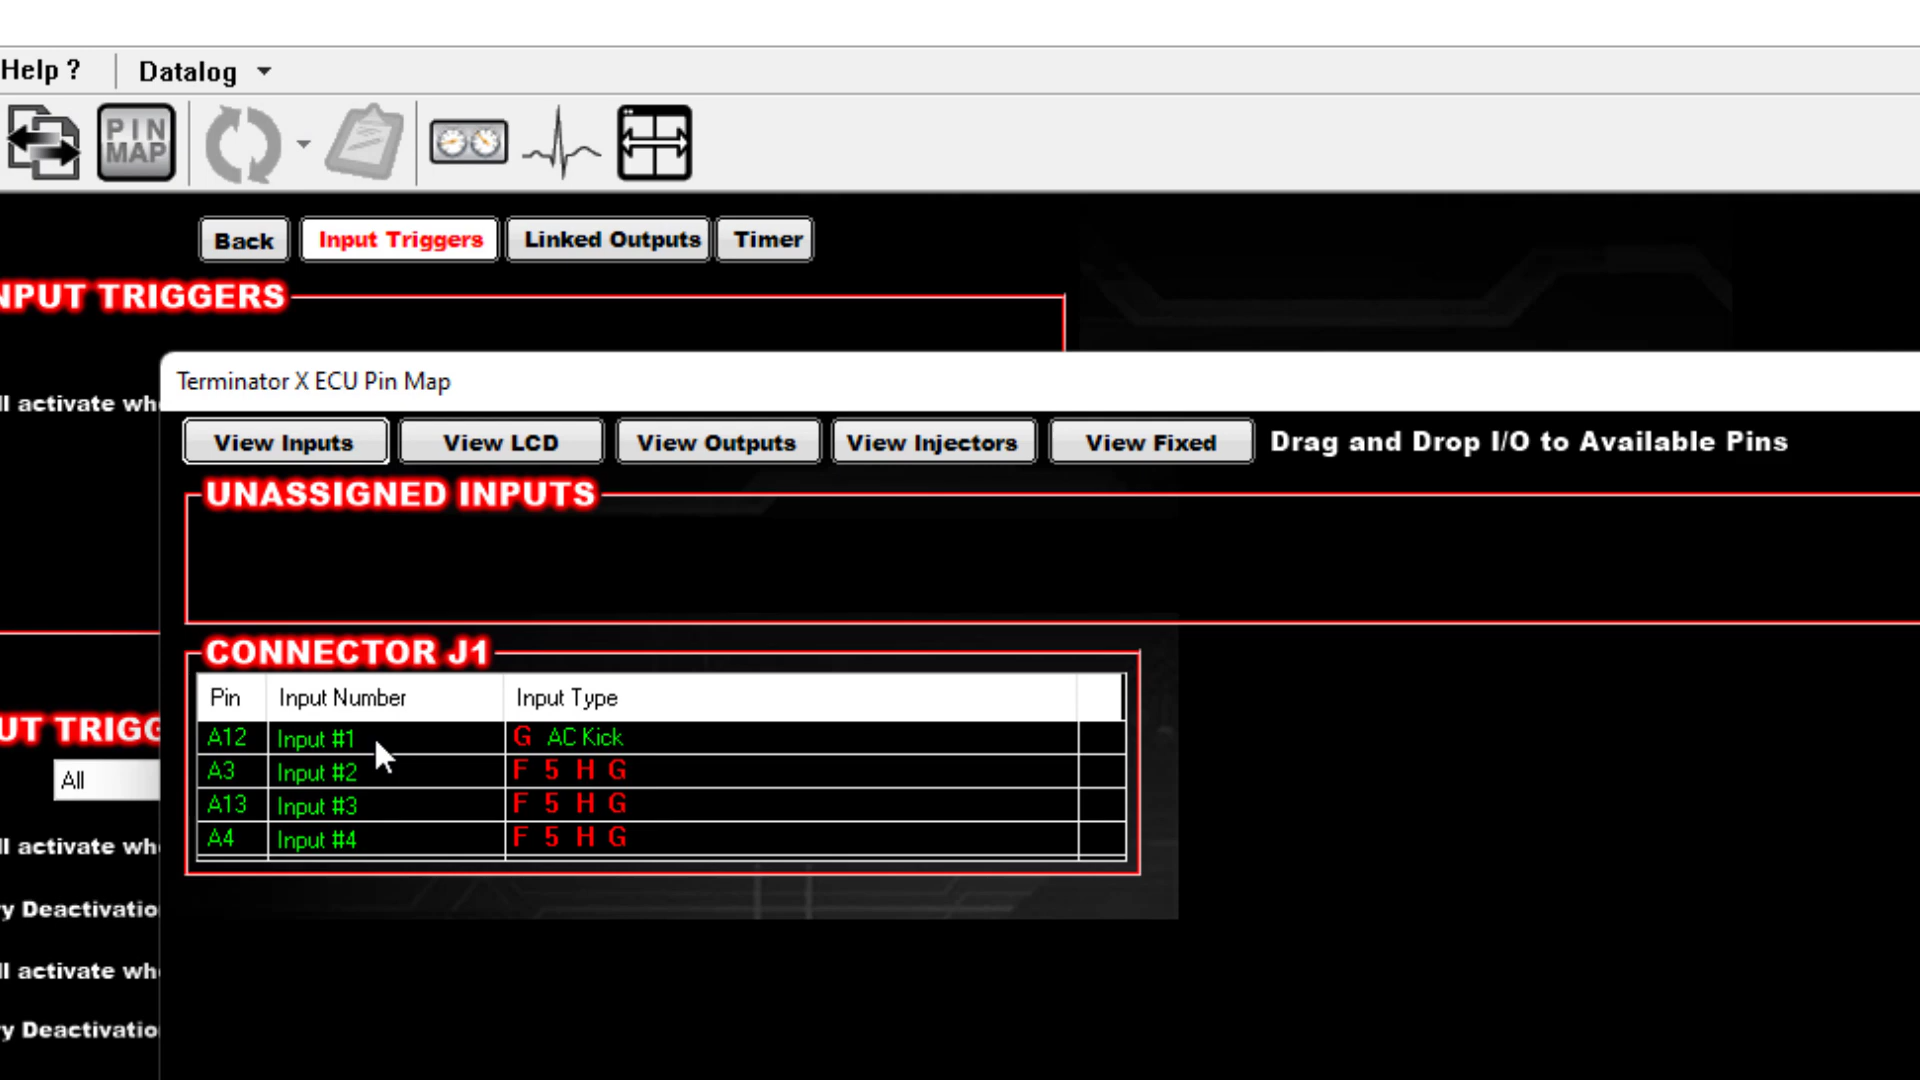 Help ? Datalog
PIN
MAP
Back Input Triggers Linked Outputs Timer
NPUT TRIGGERS
ll activate wh
Terminator X ECU Pin Map
View Inputs View LCD View Outputs View Injectors View Fixed Drag and Drop I/O to Available Pins
UNASSIGNED INPUTS
CONNECTOR J1
Pin Input Number Input Type
A12 Input #1 G AC Kick
A3 Input #2 F 5 H G
A13 Input #3 F 5 H G
A4 Input #4 F 5 H G
UT TRIGG
All
ll activate wh
y Deactivatio
ll activate wh
y Deactivatio